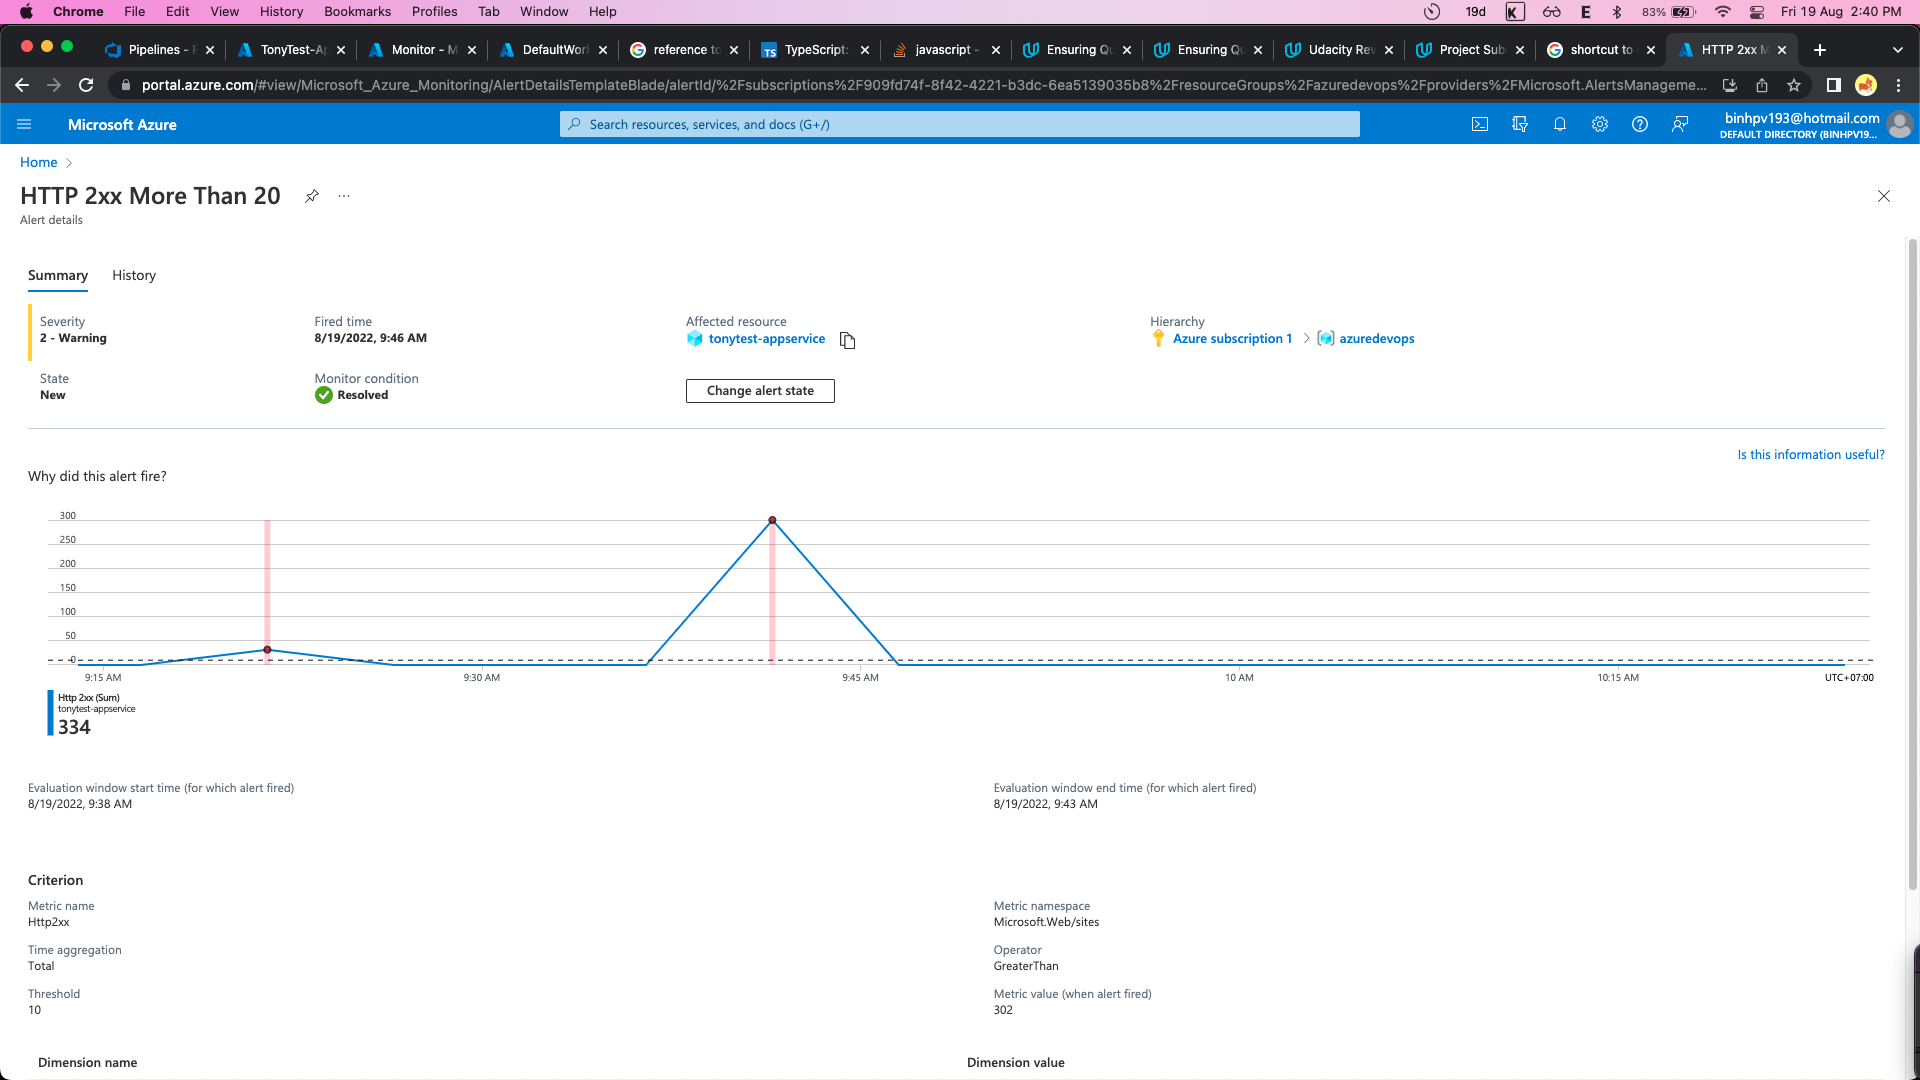 Chrome File Edit View History Bookmarks Profiles Tab Window Help 19d K E 83% Fri 19 Aug 2:40 PM
Pipelines - TonyTest-Ap Monitor - M DefaultWor reference to TypeScript: javascript - Ensuring Qu Ensuring Qu Udacity Rev Project Sub shortcut to HTTP 2xx M
portal.azure.com/#view/Microsoft_Azure_Monitoring/AlertDetailsTemplateBlade/alertId/%2Fsubscriptions%2F909fd74f-8f42-4221-b3dc-6ea5139035b8%2FresourceGroups%2Fazuredevops%2Fproviders%2FMicrosoft.AlertsManageme...
Microsoft Azure
Search resources, services, and docs (G+/)
binhpv193@hotmail.com
DEFAULT DIRECTORY (BINHPV19...
Home
HTTP 2xx More Than 20 ...
Alert details
Summary History
Severity
2 - Warning
Fired time
8/19/2022, 9:46 AM
Affected resource
tonytest-appservice
Hierarchy
Azure subscription 1 > azuredevops
State
New
Monitor condition
Resolved
Change alert state
Is this information useful?
Why did this alert fire?
300
250
200
150
100
50
0
9:15 AM 9:30 AM 9:45 AM 10 AM 10:15 AM UTC+07:00
Http 2xx (Sum)
tonytest-appservice
334
Evaluation window start time (for which alert fired)
8/19/2022, 9:38 AM
Evaluation window end time (for which alert fired)
8/19/2022, 9:43 AM
Criterion
Metric name
Http2xx
Metric namespace
Microsoft.Web/sites
Time aggregation
Total
Operator
GreaterThan
Threshold
10
Metric value (when alert fired)
302
Dimension name
Dimension value